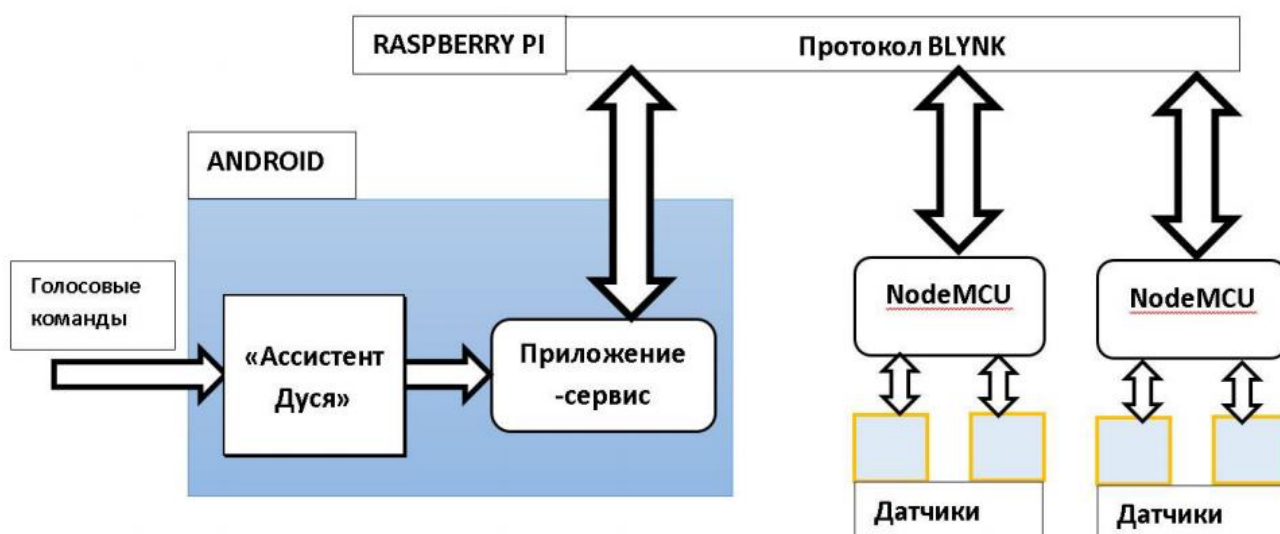 RASPBERRY PI
Протокол BLYNK
ANDROID
Голосовые
команды
«Ассистент
Дуся»
Приложение
-сервис
NodeMCU
NodeMCU
Датчики
Датчики